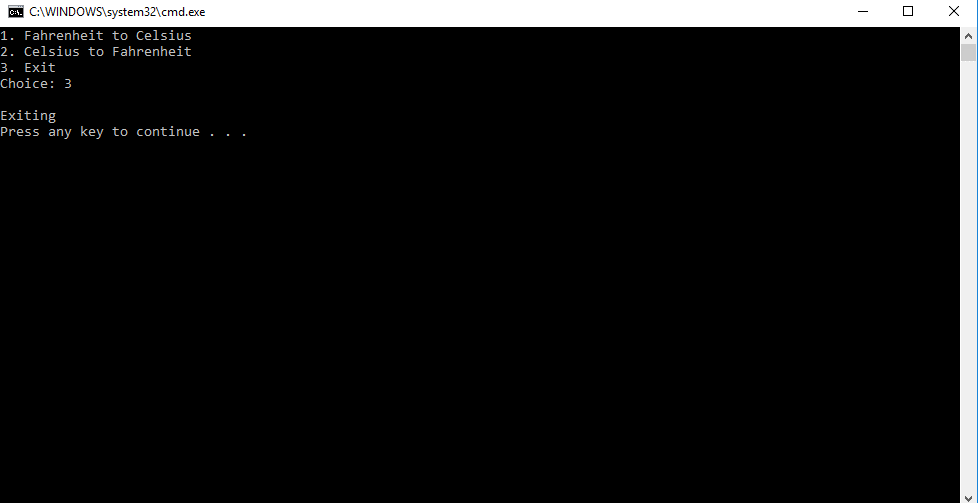 C:\WINDOWS\system32\cmd.exe
1. Fahrenheit to Celsius
2. Celsius to Fahrenheit
3. Exit
Choice: 3
Exiting
Press any key to continue . . .